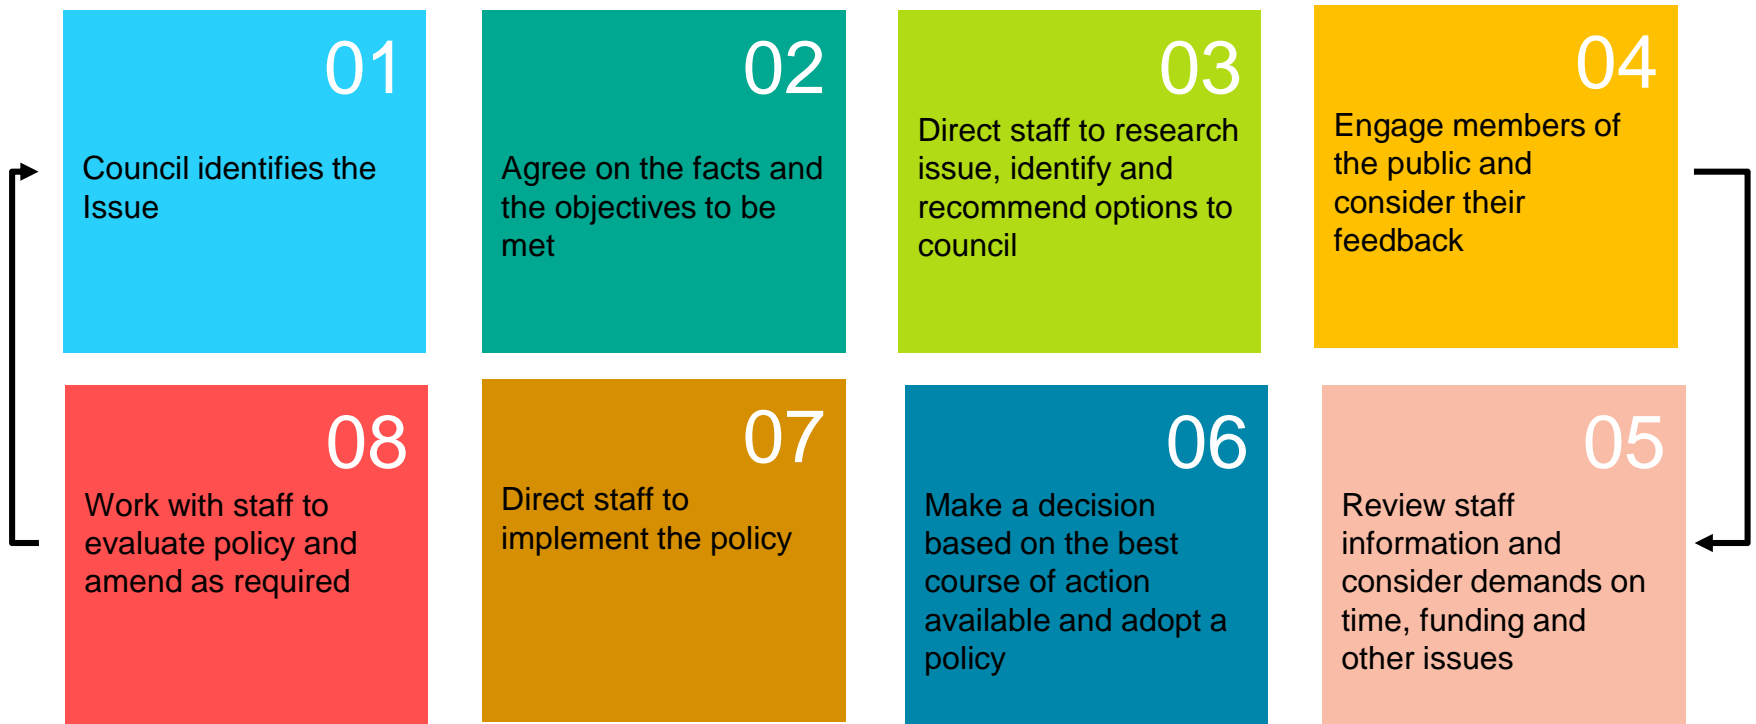 01
Council identifies the
Issue
02
Agree on the facts and
the objectives to be
met
03
Direct staff to research
issue, identify and
recommend options to
council
04
Engage members of
the public and
consider their
feedback
08
Work with staff to
evaluate policy and
amend as required
07
Direct staff to
implement the policy
06
Make a decision
based on the best
course of action
available and adopt a
policy
05
Review staff
information and
consider demands on
time, funding and
other issues